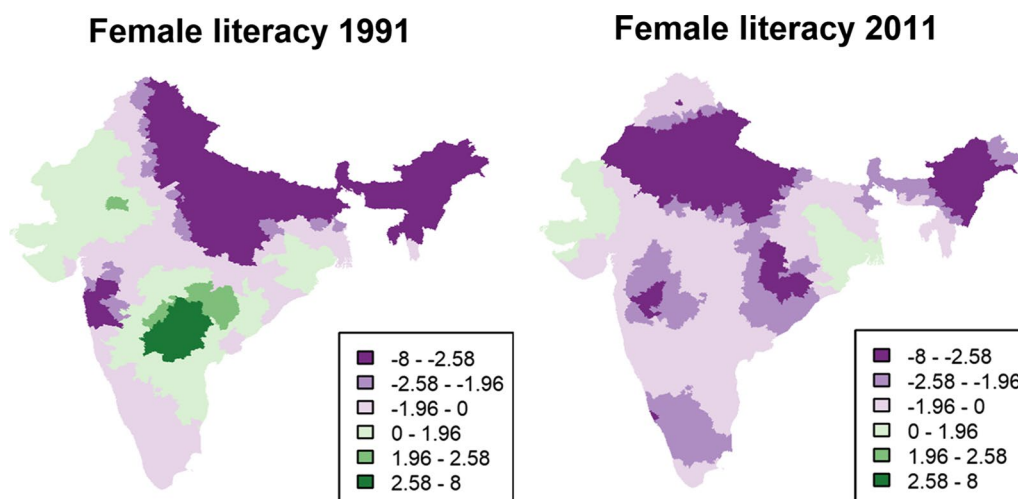 Female literacy 1991
-8 - -2.58
-2.58 - -1.96
-1.96 - 0
0 - 1.96
1.96 - 2.58
2.58 - 8
Female literacy 2011
-8 - -2.58
-2.58 - -1.96
-1.96 - 0
0 - 1.96
1.96 - 2.58
2.58 - 8